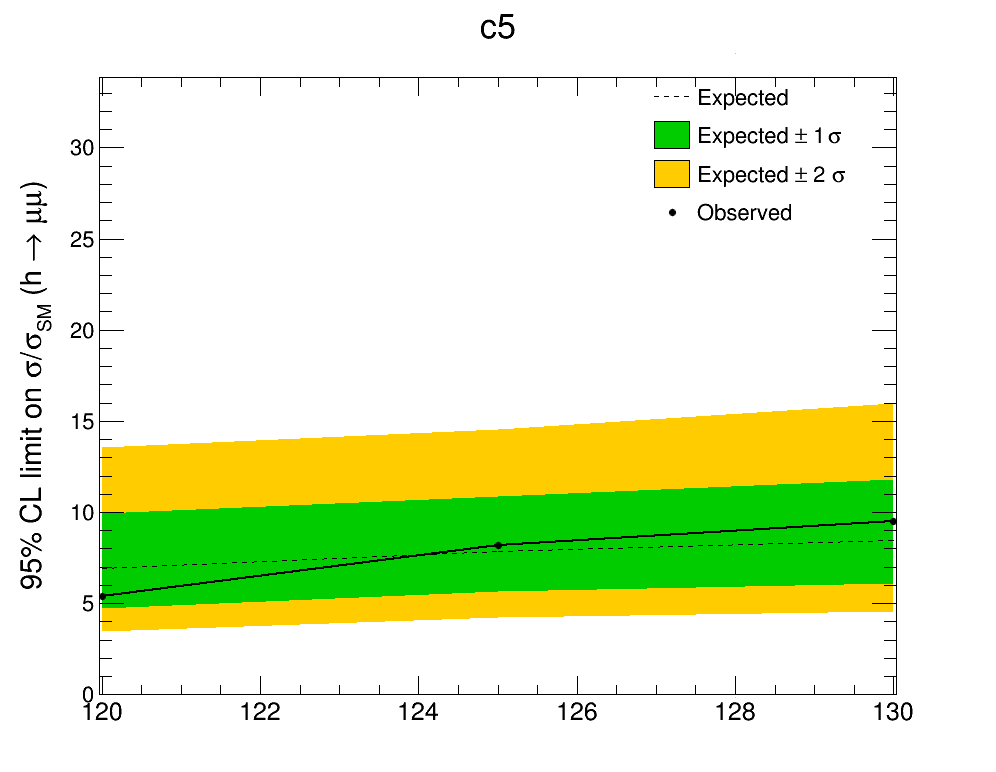 c5
95% CL limit on σ/σSM (h → μμ)
Expected
Expected ± 1σ
Expected ± 2 σ
Observed
30
25
20
15
10
5
0
120 122 124 126 128 130